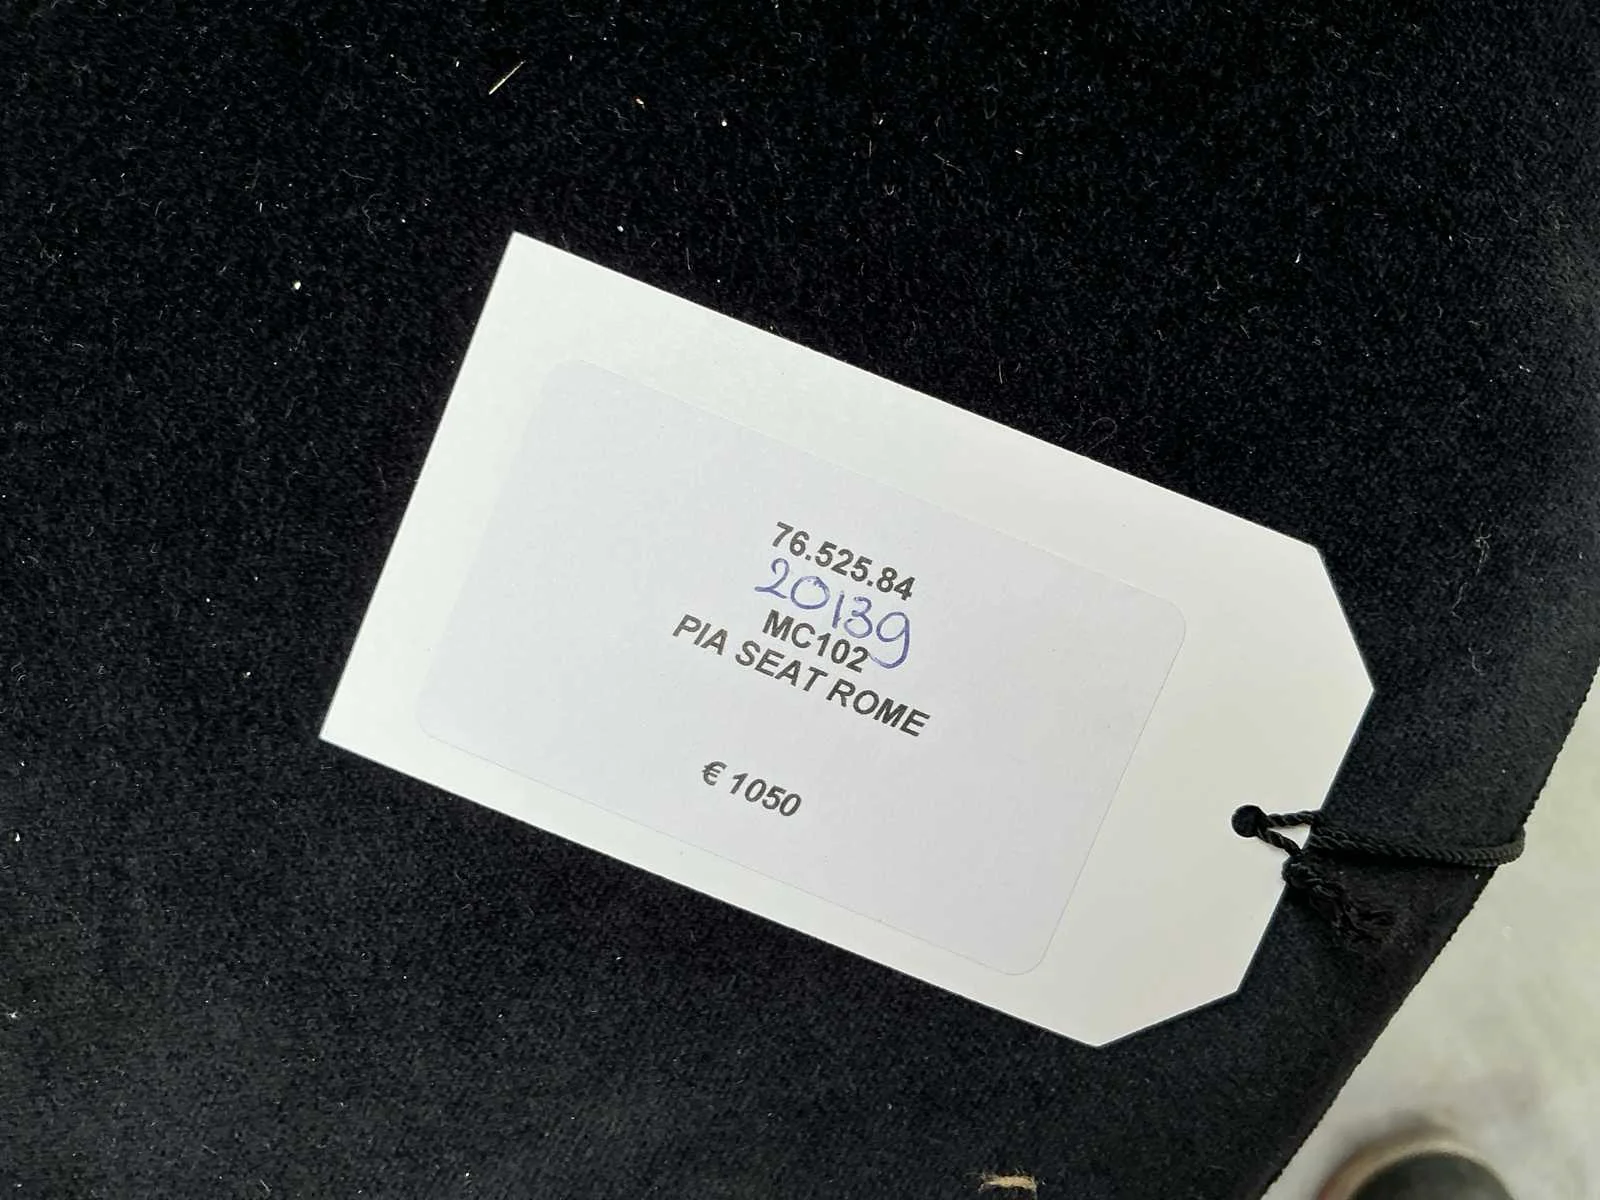 76.525.84
20139
MC102
PIA SEAT ROME
€ 1050